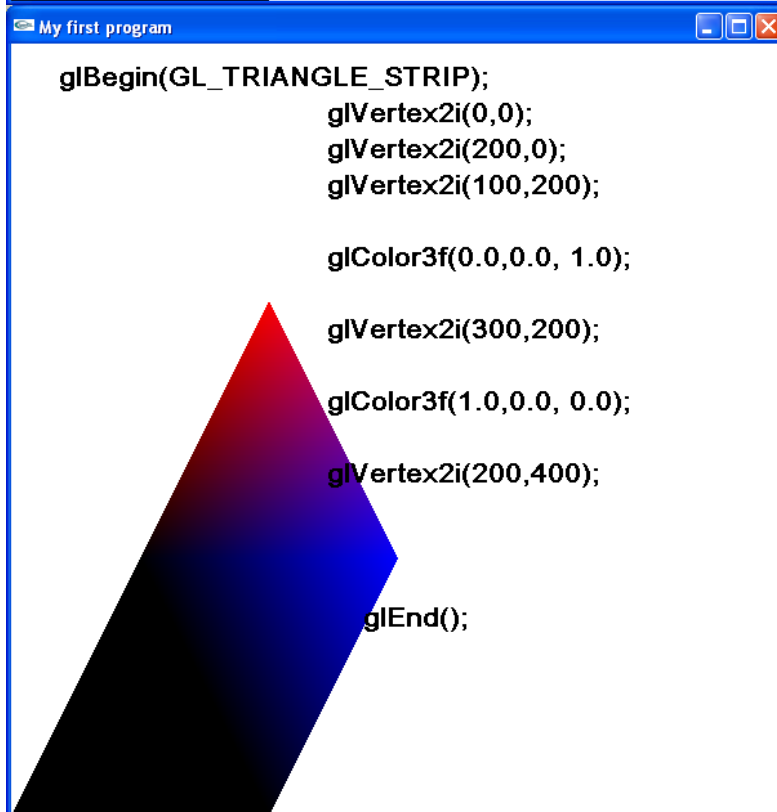 My first program
glBegin(GL_TRIANGLE_STRIP);
glVertex2i(0,0);
glVertex2i(200,0);
glVertex2i(100,200);
glColor3f(0.0,0.0, 1.0);
glVertex2i(300,200);
glColor3f(1.0,0.0, 0.0);
glVertex2i(200,400);
glEnd();